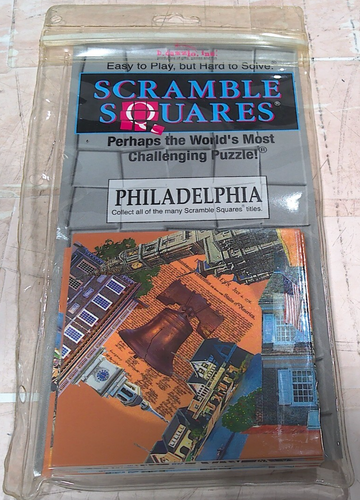 Easy to Play, but Hard to Solve.
SCRAMBLE
SQUARES®
Perhaps the World's Most
Challenging Puzzle!®
PHILADELPHIA
Collect all of the many Scramble Squares® titles.